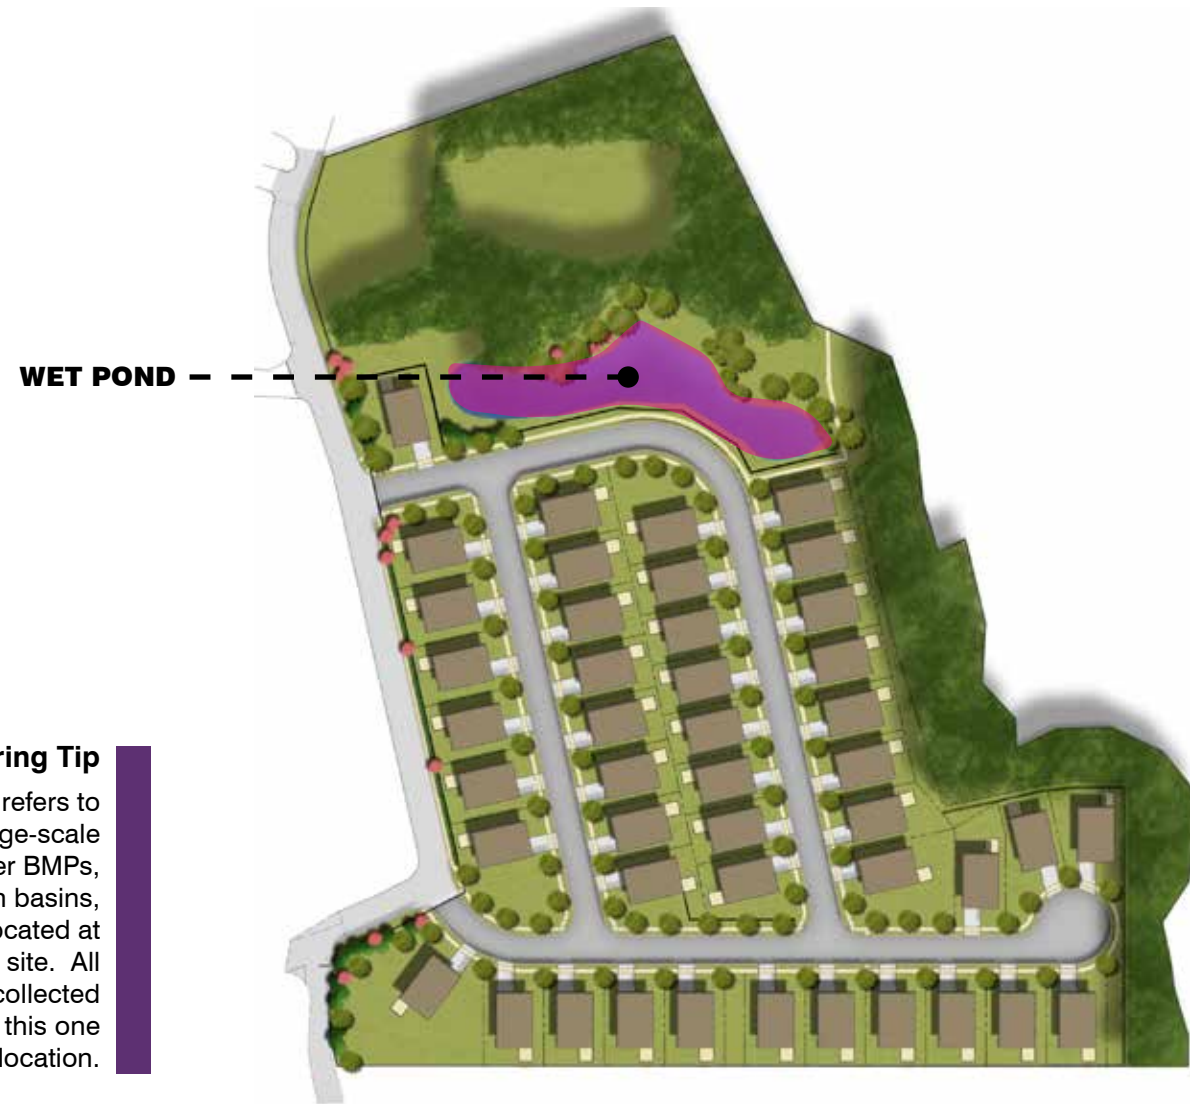 WET POND
ring Tip
refers to
ge-scale
er BMPs,
n basins,
ocated at
site. All
collected
this one
location.